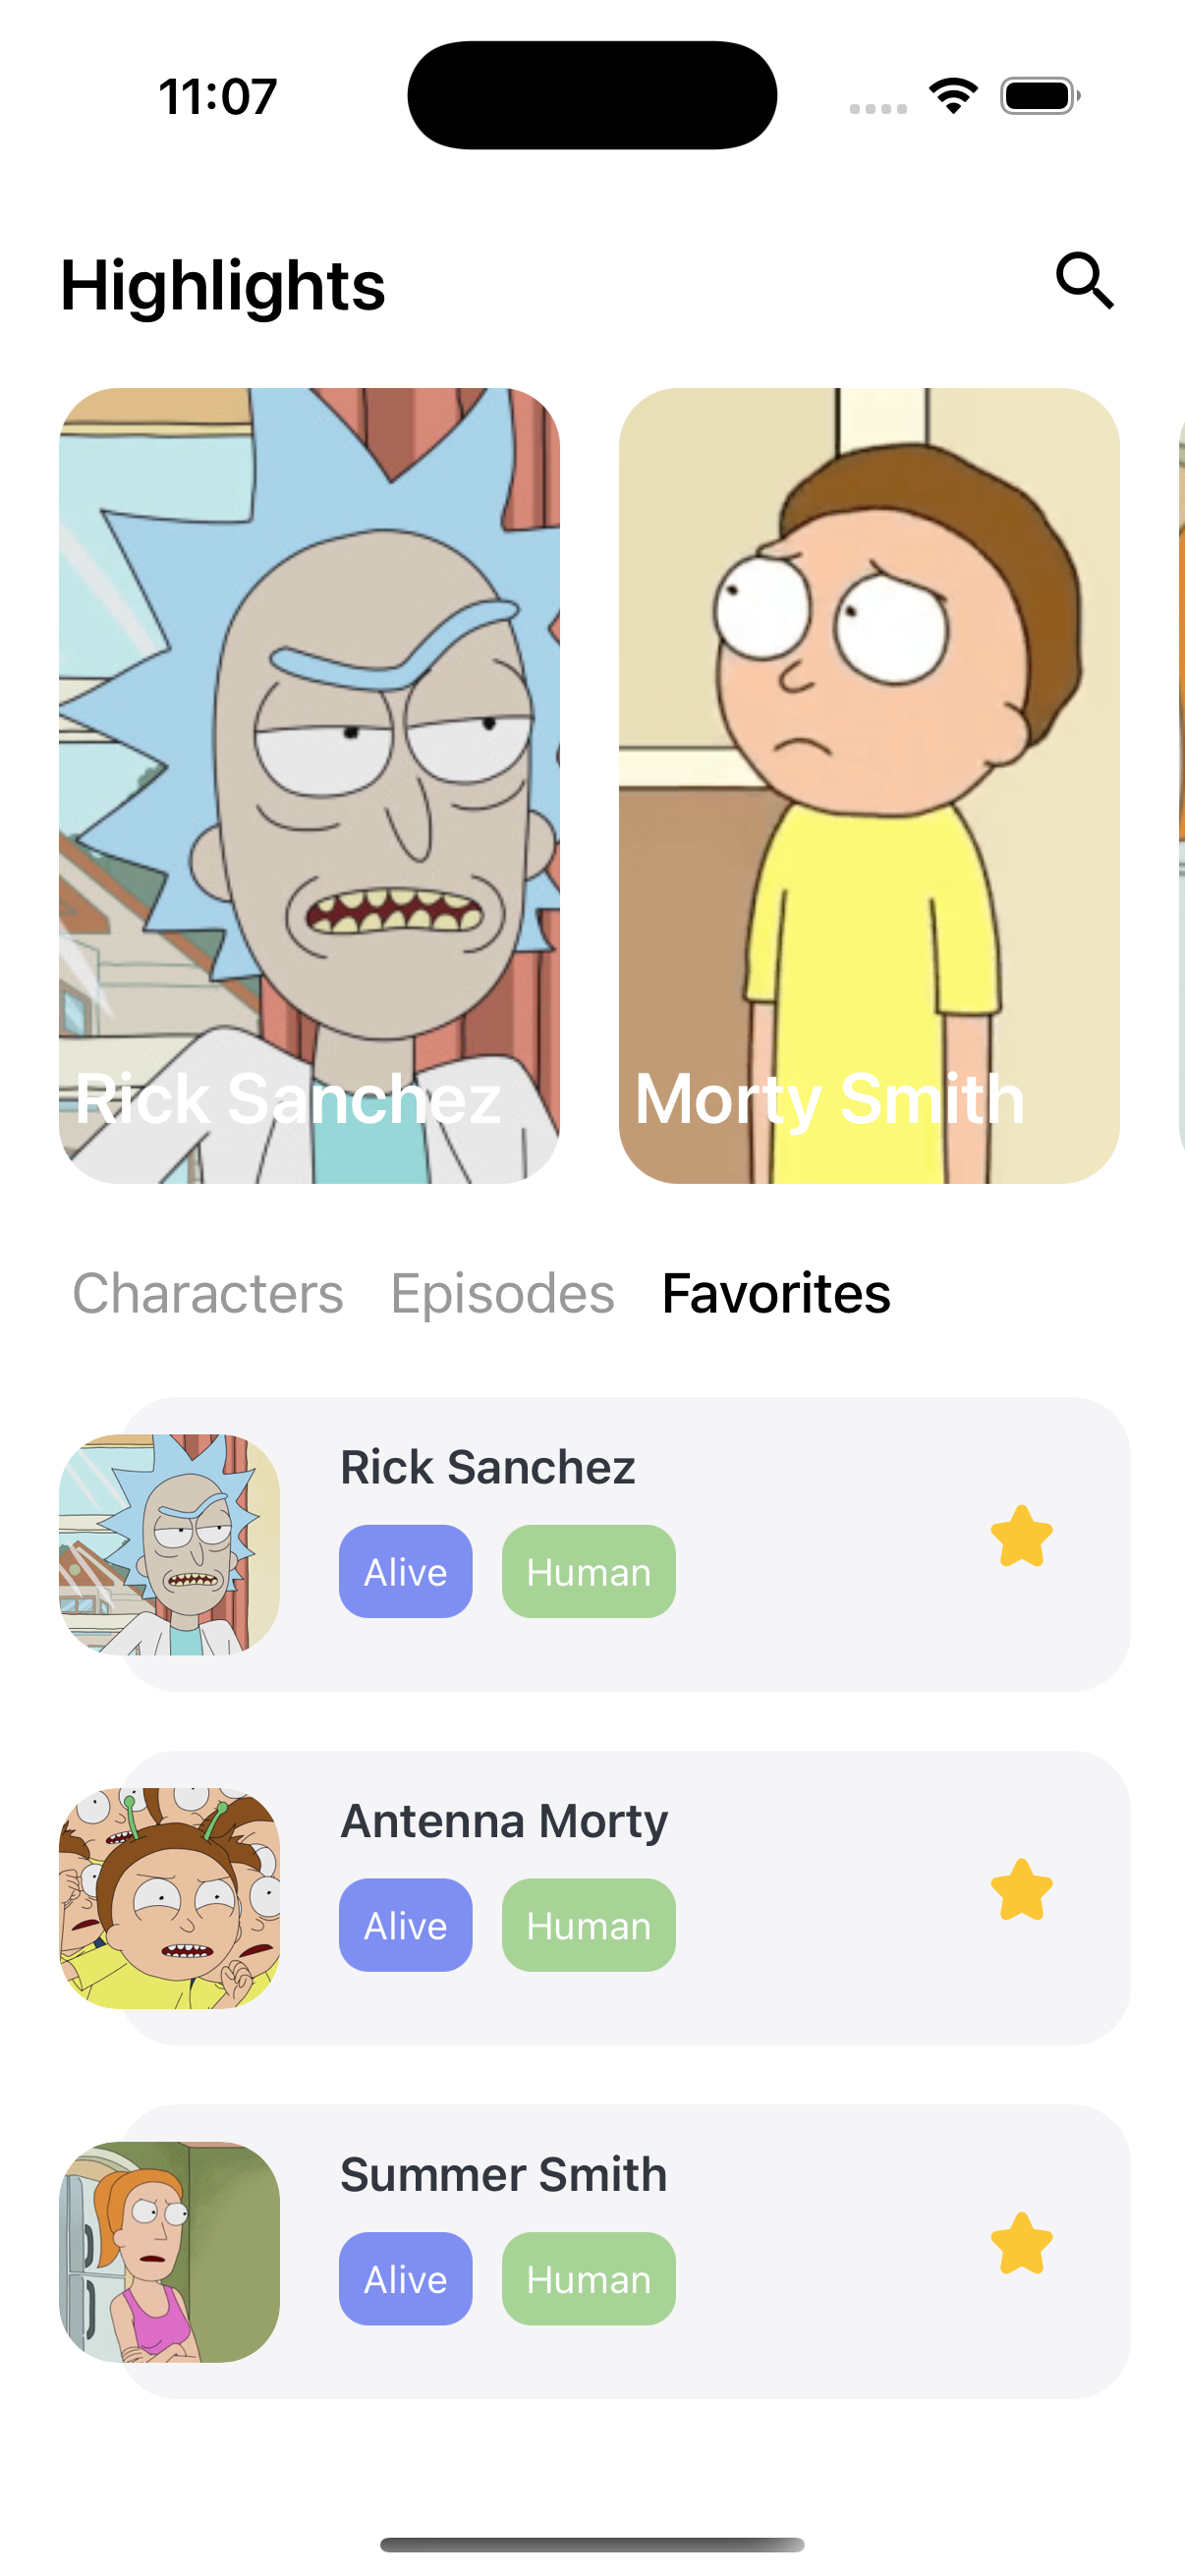 11:07
Highlights
Rick Sanchez
Morty Smith
Characters Episodes Favorites
Rick Sanchez
Alive Human
Antenna Morty
Alive Human
Summer Smith
Alive Human